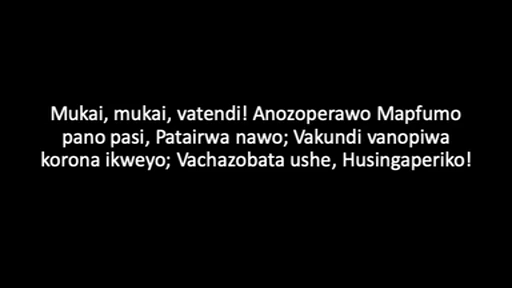 Mukai, mukai, vatendi! Anozoperawo Mapfumo
pano pasi, Patairwa nawo; Vakundi vanopiwa
korona ikweyo; Vachazobata ushe, Husingaperiko!